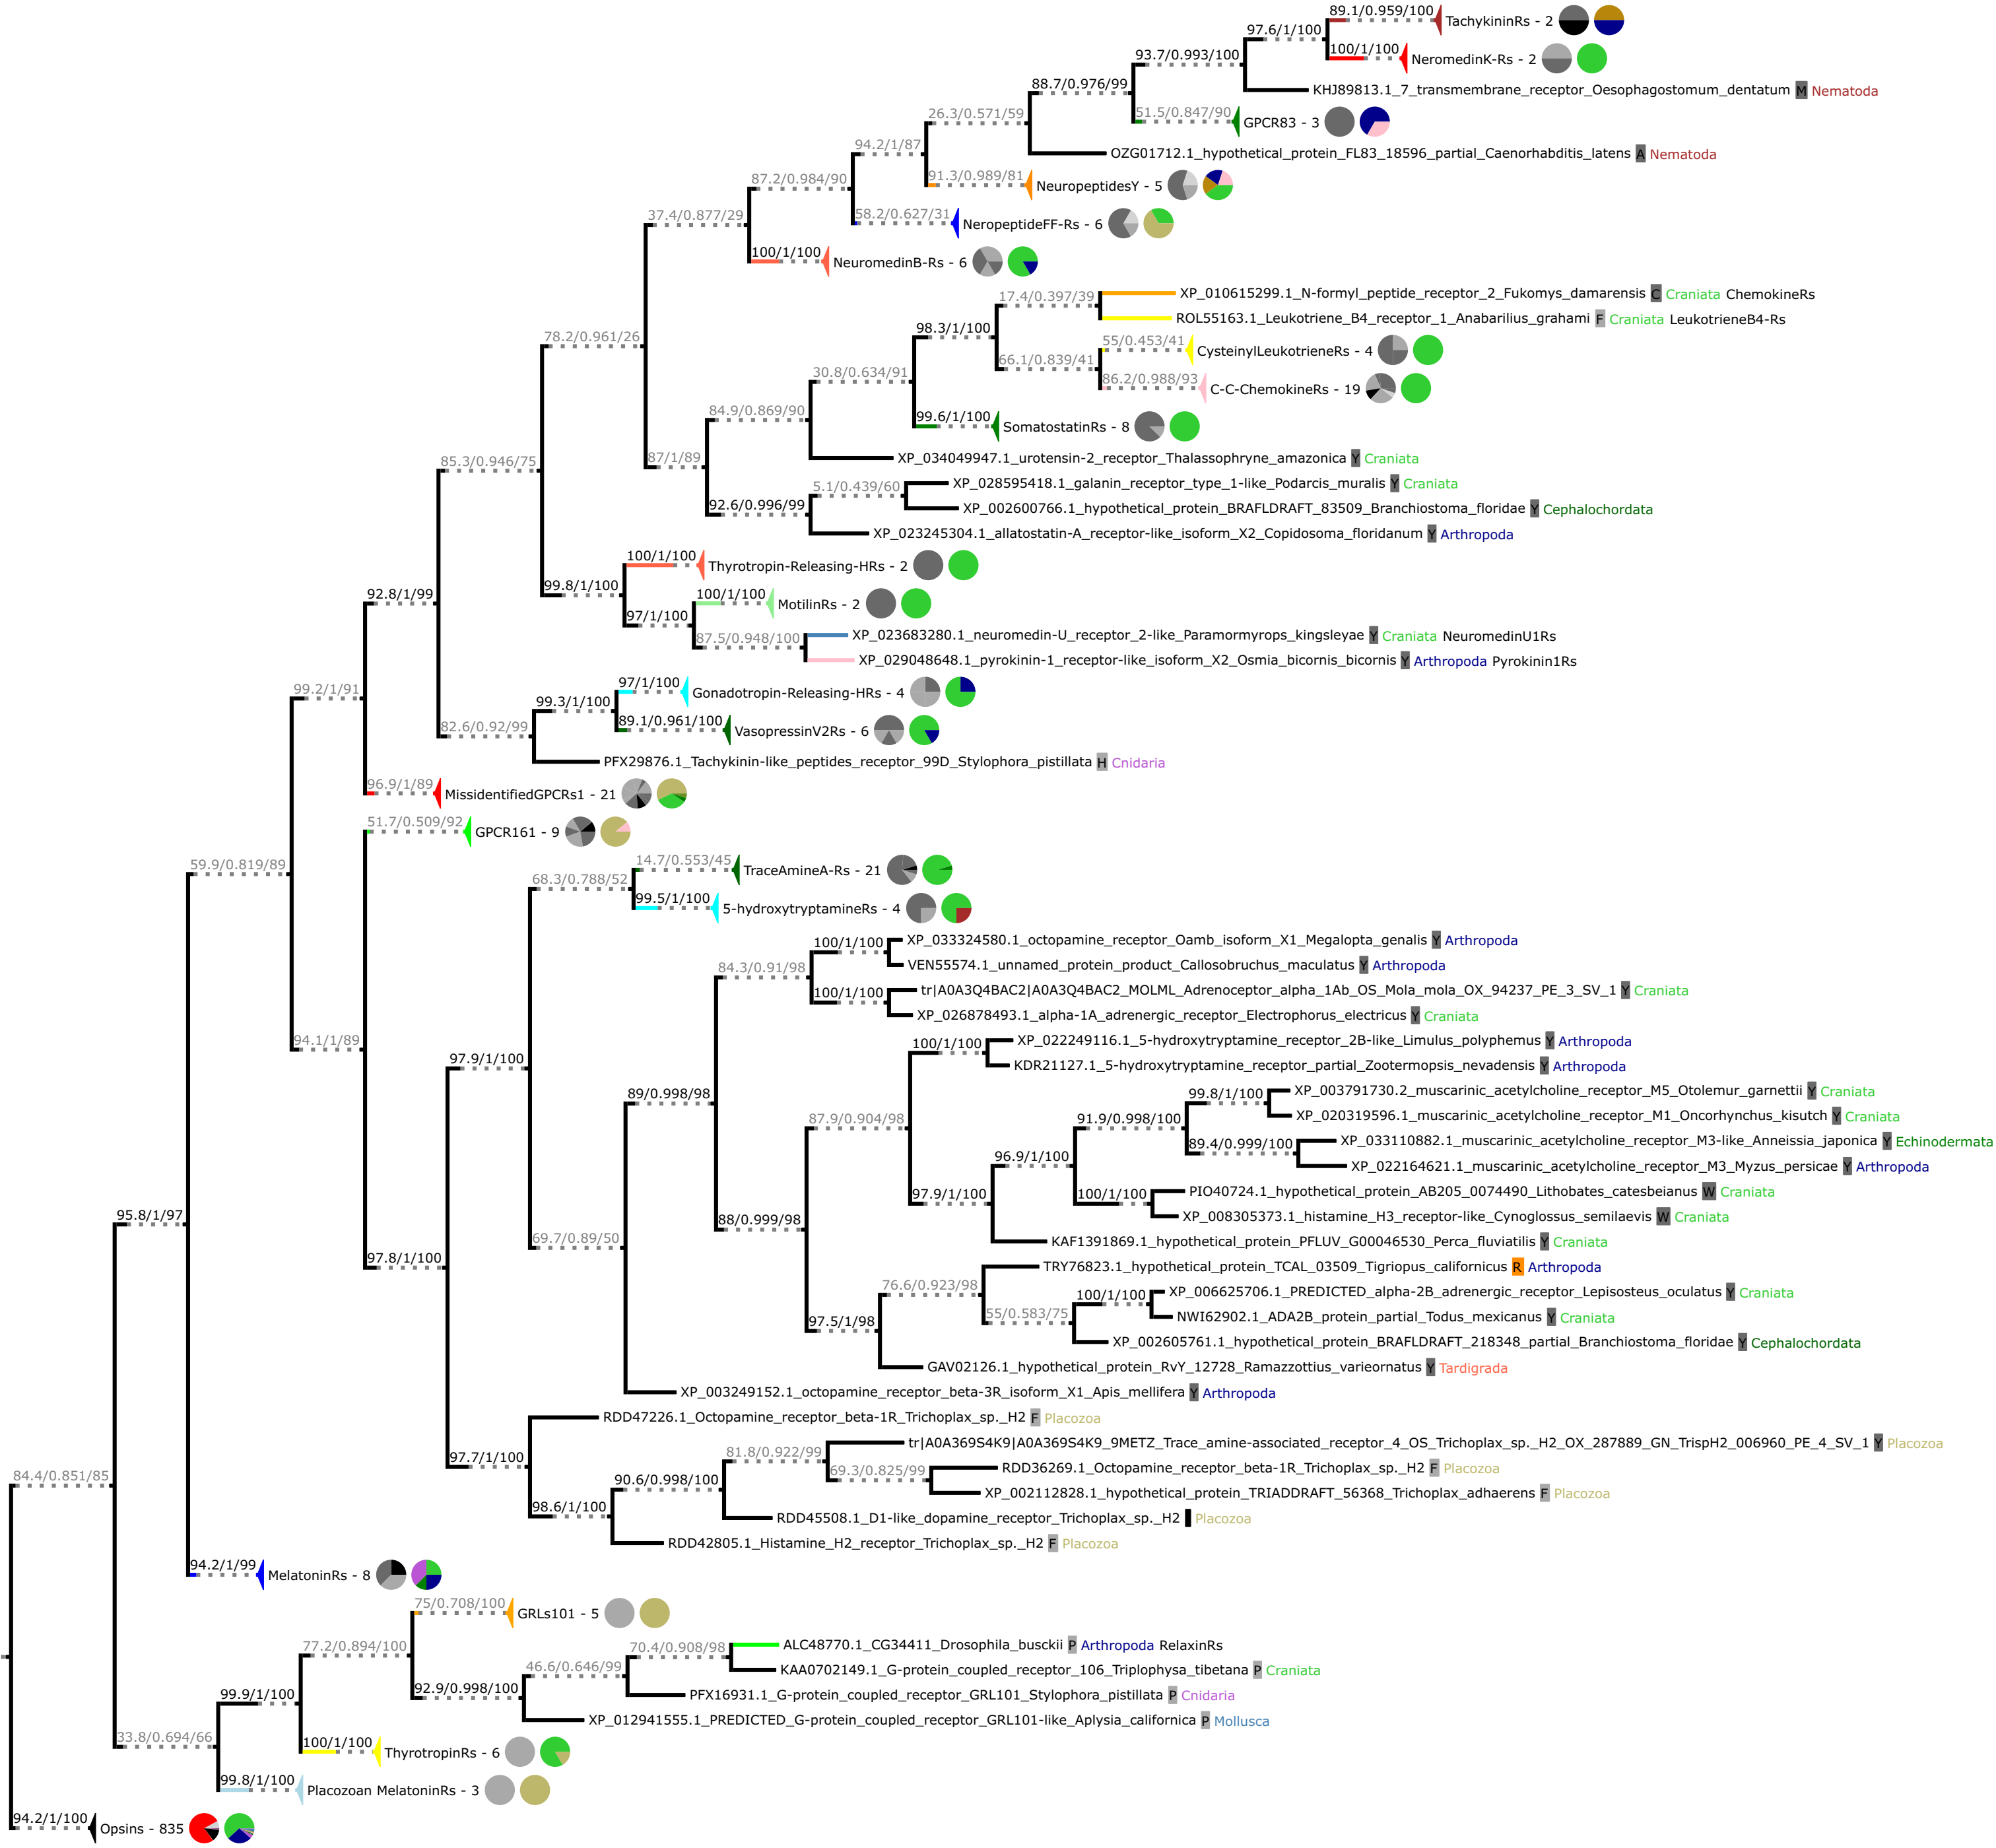 89.1/0.959/100
TachykininRs - 2
97.6/1/100
100/1/100
NeromedinK-Rs - 2
93.7/0.993/100
KHJ89813.1_7_transmembrane_receptor_Oesophagostomum_dentatum M Nematoda
88.7/0.976/99
51.5/0.847/90
GPCR83 - 3
26.3/0.571/59
OZG01712.1_hypothetical_protein_FL83_18596_partial_Caenorhabditis_latens A Nematoda
94.2/1/87
91.3/0.989/81
NeuropeptidesY - 5
87.2/0.984/90
58.2/0.627/31
NeropeptideFF-Rs - 6
37.4/0.877/29
100/1/100
NeuromedinB-Rs - 6
17.4/0.397/39
XP_010615299.1_N-formyl_peptide_receptor_2_Fukomys_damarensis C Craniata ChemokineRs
ROL55163.1_Leukotriene_B4_receptor_1_Anabarilius_grahami F Craniata LeukotrieneB4-Rs
98.3/1/100
55/0.453/41
CysteinylLeukotrieneRs - 4
66.1/0.839/41
78.2/0.961/26
30.8/0.634/91
86.2/0.988/93
C-C-ChemokineRs - 19
84.9/0.869/90
99.6/1/100
SomatostatinRs - 8
87/1/89
XP_034049947.1_urotensin-2_receptor_Thalassophryne_amazonica Y Craniata
85.3/0.946/75
5.1/0.439/60
XP_028595418.1_galanin_receptor_type_1-like_Podarcis_muralis Y Craniata
92.6/0.996/99
XP_002600766.1_hypothetical_protein_BRAFLDRAFT_83509_Branchiostoma_floridae Y Cephalochordata
XP_023245304.1_allatostatin-A_receptor-like_isoform_X2_Copidosoma_floridanum Y Arthropoda
100/1/100
Thyrotropin-Releasing-HRs - 2
99.8/1/100
100/1/100
MotilinRs - 2
92.8/1/99
97/1/100
XP_023683280.1_neuromedin-U_receptor_2-like_Paramormyrops_kingsleyae Y Craniata NeuromedinU1Rs
87.5/0.948/100
XP_029048648.1_pyrokinin-1_receptor-like_isoform_X2_Osmia_bicornis_bicornis Y Arthropoda Pyrokinin1Rs
99.2/1/91
97/1/100
Gonadotropin-Releasing-HRs - 4
99.3/1/100
89.1/0.961/100
VasopressinV2Rs - 6
82.6/0.92/99
PFX29876.1_Tachykinin-like_peptides_receptor_99D_Stylophora_pistillata H Cnidaria
96.9/1/89
MissidentifiedGPCRs1 - 21
51.7/0.509/92
GPCR161 - 9
59.9/0.819/89
14.7/0.553/45
TraceAmineA-Rs - 21
68.3/0.788/52
99.5/1/100
5-hydroxytryptamineRs - 4
100/1/100
XP_033324580.1_octopamine_receptor_Oamb_isoform_X1_Megalopta_genalis Y Arthropoda
84.3/0.91/98
VEN55574.1_unnamed_protein_product_Callosobruchus_maculatus Y Arthropoda
100/1/100
tr|A0A3Q4BAC2|A0A3Q4BAC2_MOLML_Adrenoceptor_alpha_1Ab_OS_Mola_mola_OX_94237_PE_3_SV_1 Y Craniata
XP_026878493.1_alpha-1A_adrenergic_receptor_Electrophorus_electricus Y Craniata
94.1/1/89
100/1/100
XP_022249116.1_5-hydroxytryptamine_receptor_2B-like_Limulus_polyphemus Y Arthropoda
97.9/1/100
KDR21127.1_5-hydroxytryptamine_receptor_partial_Zootermopsis_nevadensis Y Arthropoda
99.8/1/100
XP_003791730.2_muscarinic_acetylcholine_receptor_M5_Otolemur_garnettii Y Craniata
89/0.998/98
87.9/0.904/98
91.9/0.998/100
XP_020319596.1_muscarinic_acetylcholine_receptor_M1_Oncorhynchus_kisutch Y Craniata
89.4/0.999/100
XP_033110882.1_muscarinic_acetylcholine_receptor_M3-like_Anneissia_japonica Y Echinodermata
96.9/1/100
XP_022164621.1_muscarinic_acetylcholine_receptor_M3_Myzus_persicae Y Arthropoda
97.9/1/100
100/1/100
PIO40724.1_hypothetical_protein_AB205_0074490_Lithobates_catesbeianus W Craniata
95.8/1/97
88/0.999/98
XP_008305373.1_histamine_H3_receptor-like_Cynoglossus_semilaevis W Craniata
69.7/0.89/50
KAF1391869.1_hypothetical_protein_PFLUV_G00046530_Perca_fluviatilis Y Craniata
97.8/1/100
TRY76823.1_hypothetical_protein_TCAL_03509_Tigriopus_californicus R Arthropoda
76.6/0.923/98
100/1/100
XP_006625706.1_PREDICTED_alpha-2B_adrenergic_receptor_Lepisosteus_oculatus Y Craniata
97.5/1/98
55/0.583/75
NWI62902.1_ADA2B_protein_partial_Todus_mexicanus Y Craniata
XP_002605761.1_hypothetical_protein_BRAFLDRAFT_218348_partial_Branchiostoma_floridae Y Cephalochordata
GAV02126.1_hypothetical_protein_RvY_12728_Ramazzottius_varieornatus Y Tardigrada
XP_003249152.1_octopamine_receptor_beta-3R_isoform_X1_Apis_mellifera Y Arthropoda
RDD47226.1_Octopamine_receptor_beta-1R_Trichoplax_sp._H2 F Placozoa
97.7/1/100
81.8/0.922/99
tr|A0A369S4K9|A0A369S4K9_9METZ_Trace_amine-associated_receptor_4_OS_Trichoplax_sp._H2_OX_287889_GN_TrispH2_006960_PE_4_SV_1 Y Placozoa
84.4/0.851/85
90.6/0.998/100
69.3/0.825/99
RDD36269.1_Octopamine_receptor_beta-1R_Trichoplax_sp._H2 F Placozoa
XP_002112828.1_hypothetical_protein_TRIADDRAFT_56368_Trichoplax_adhaerens F Placozoa
98.6/1/100
RDD45508.1_D1-like_dopamine_receptor_Trichoplax_sp._H2 Placozoa
RDD42805.1_Histamine_H2_receptor_Trichoplax_sp._H2 F Placozoa
94.2/1/99
MelatoninRs - 8
75/0.708/100
GRLs101 - 5
77.2/0.894/100
70.4/0.908/98
ALC48770.1_CG34411_Drosophila_busckii P Arthropoda RelaxinRs
46.6/0.646/99
KAA0702149.1_G-protein_coupled_receptor_106_Triplophysa_tibetana P Craniata
99.9/1/100
92.9/0.998/100
PFX16931.1_G-protein_coupled_receptor_GRL101_Stylophora_pistillata P Cnidaria
XP_012941555.1_PREDICTED_G-protein_coupled_receptor_GRL101-like_Aplysia_californica P Mollusca
33.8/0.694/66
100/1/100
ThyrotropinRs - 6
99.8/1/100
Placozoan MelatoninRs - 3
94.2/1/100
Opsins - 835